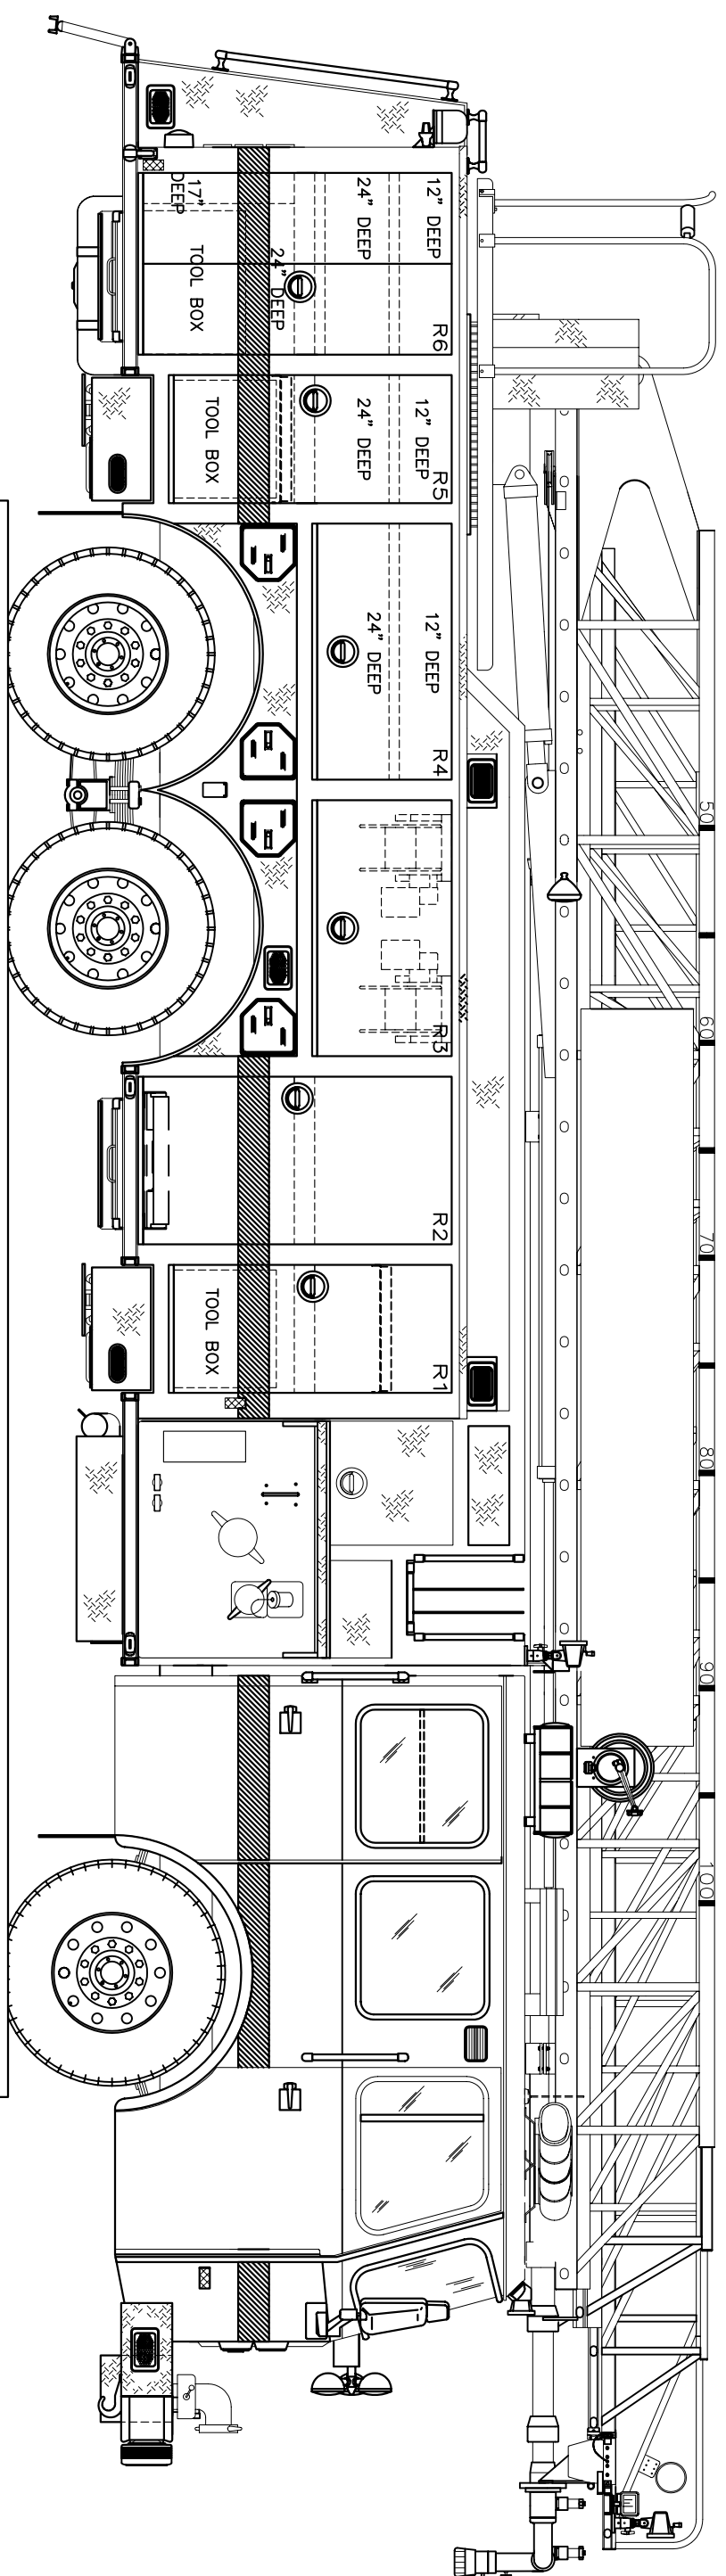 50
60
70
80
90
100
R6
12" DEEP
24" DEEP
24" DEEP
17"
DEEP
TOOL BOX
R5
12" DEEP
24" DEEP
TOOL BOX
R4
12" DEEP
24" DEEP
R3
R2
R1
TOOL BOX